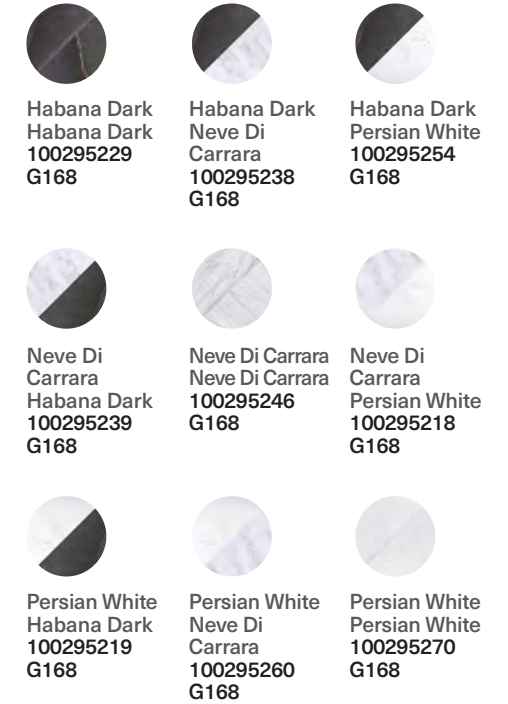 Habana Dark
Habana Dark
100295229
G168
Habana Dark
Neve Di
Carrara
100295238
G168
Habana Dark
Persian White
100295254
G168
Neve Di
Carrara
Habana Dark
100295239
G168
Neve Di Carrara
Neve Di Carrara
100295246
G168
Neve Di
Carrara
Persian White
100295218
G168
Persian White
Habana Dark
100295219
G168
Persian White
Neve Di
Carrara
100295260
G168
Persian White
Persian White
100295270
G168